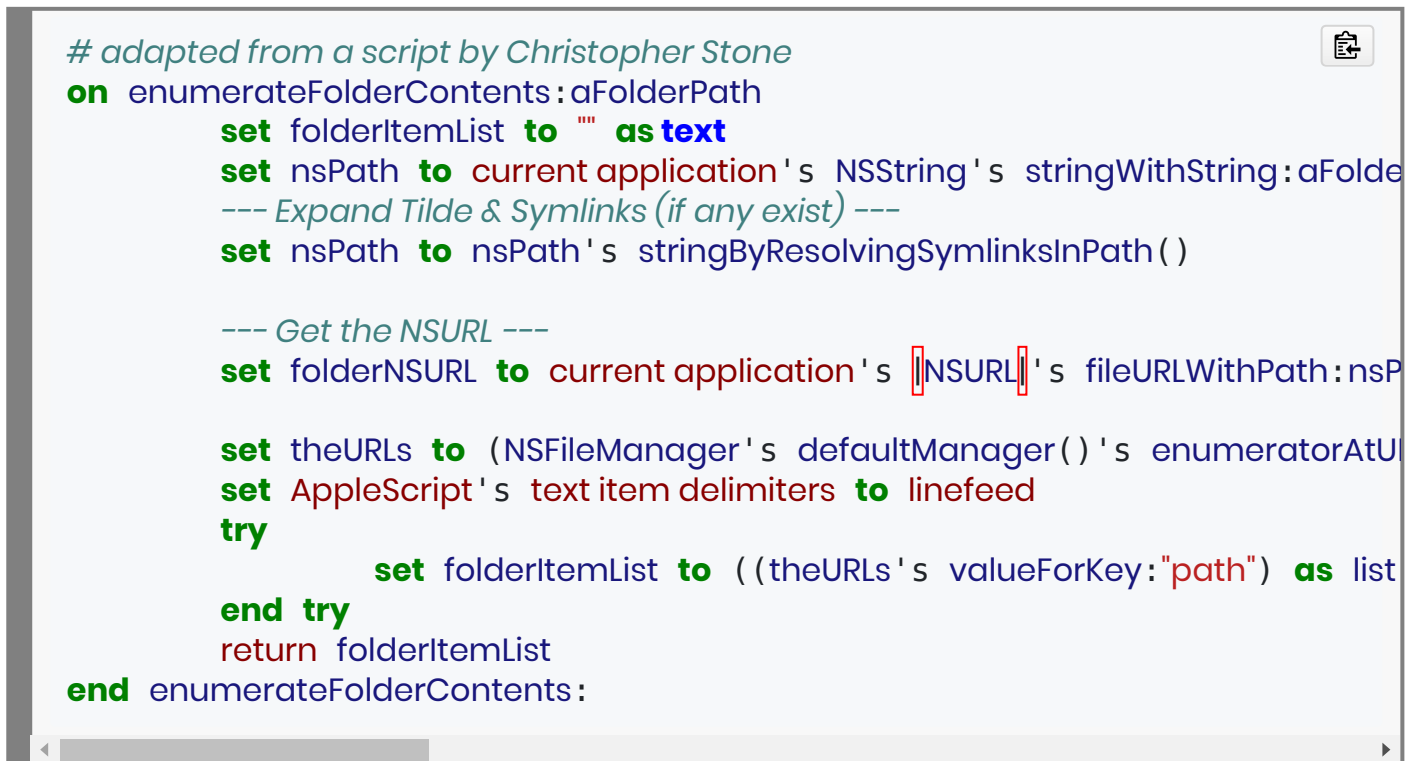 # adapted from a script by Christopher Stone
on enumerateFolderContents:aFolderPath
set folderItemList to "" as text
set nsPath to current application's NSString's stringWithString:aFolde
--- Expand Tilde & Symlinks (if any exist) ---
set nsPath to nsPath's stringByResolvingSymlinksInPath()
--- Get the NSURL ---
set folderNSURL to current application's |NSURL|'s fileURLWithPath:nsP
set theURLs to (NSFileManager's defaultManager()'s enumeratorAtU
set AppleScript's text item delimiters to linefeed
try
set folderItemList to ((theURLs's valueForKey:"path") as list
end try
return folderItemList
end enumerateFolderContents: